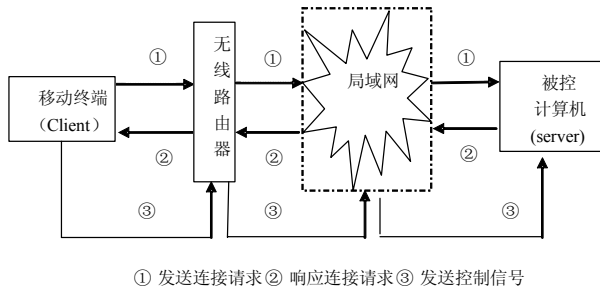 ① ① ①
移动终端
（Client）
无线路由器
局域网
被控
计算机
(server)
② ② ②
③ ③ ③
① 发送连接请求② 响应连接请求③ 发送控制信号